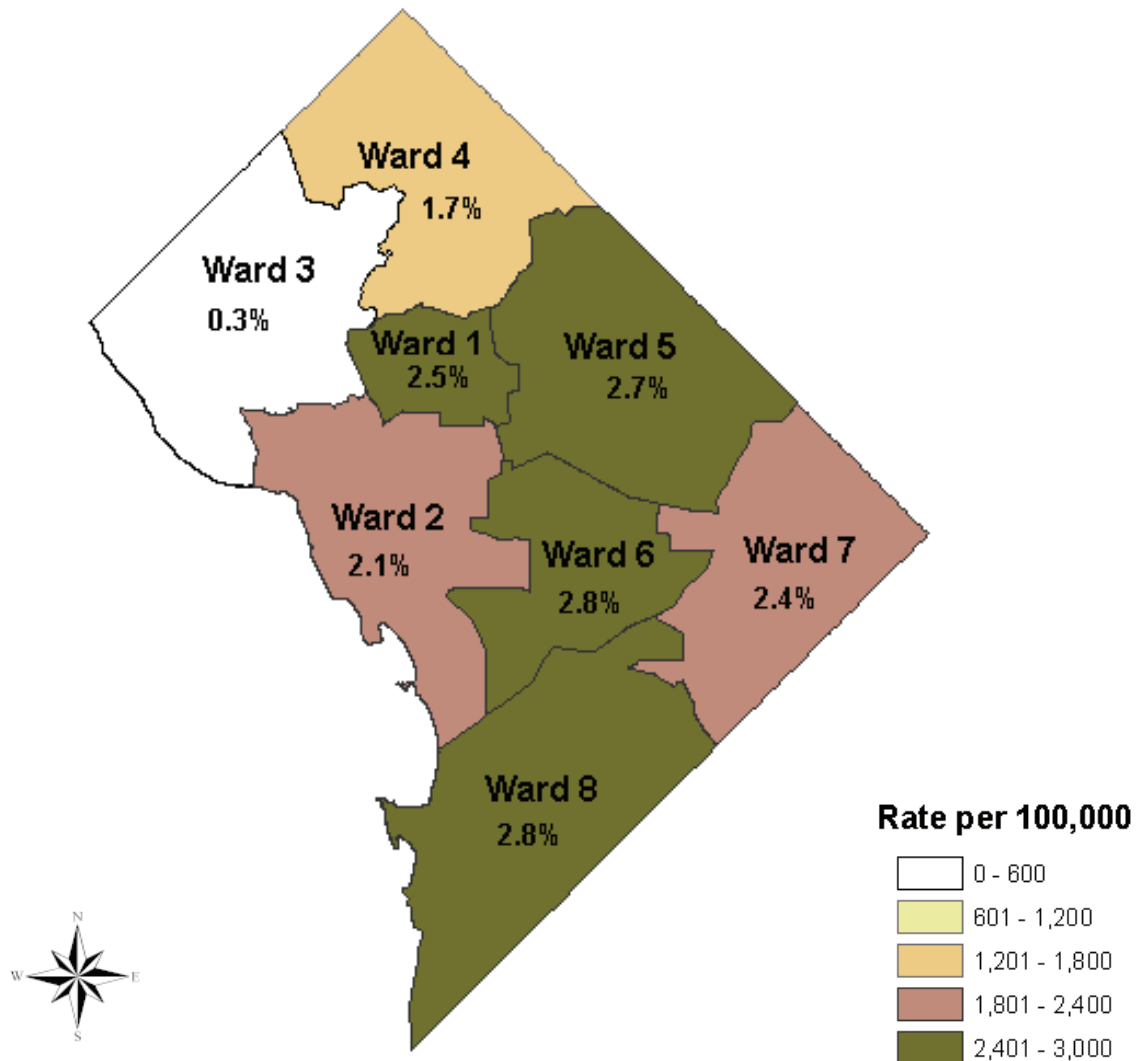 Ward 4
1.7%
Ward 3
0.3%
Ward 1
2.5%
Ward 5
2.7%
Ward 2
2.1%
Ward 6
2.8%
Ward 7
2.4%
Ward 8
2.8%
Rate per 100,000
0 - 600
601 - 1,200
1,201 - 1,800
1,801 - 2,400
2,401 - 3,000
N
W E
S